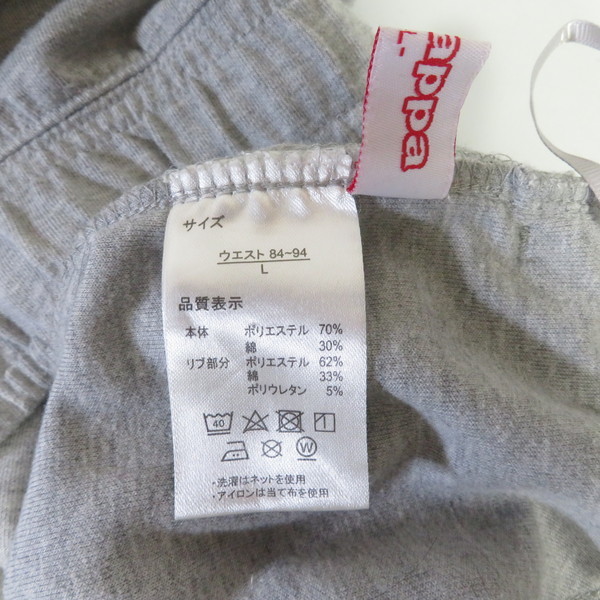 appa
L
サイズ
ウエスト 84~94
L
品質表示
本体 ポリエステル 70%
綿 30%
リブ部分 ポリエステル 62%
綿 33%
ポリウレタン 5%
40
W
・洗濯はネットを使用
・アイロンは当て布を使用